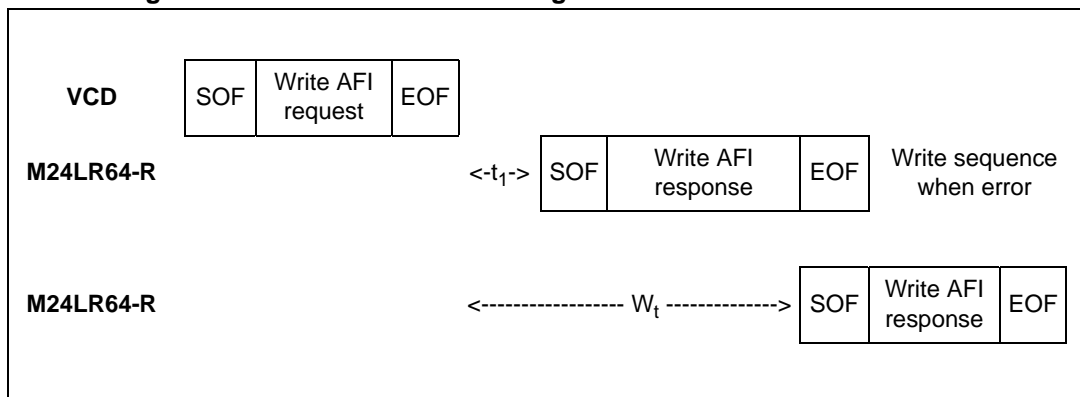 VCD SOF Write AFI request EOF
M24LR64-R <-t1-> SOF Write AFI response EOF Write sequence when error
M24LR64-R <------------------- Wt --------------> SOF Write AFI response EOF